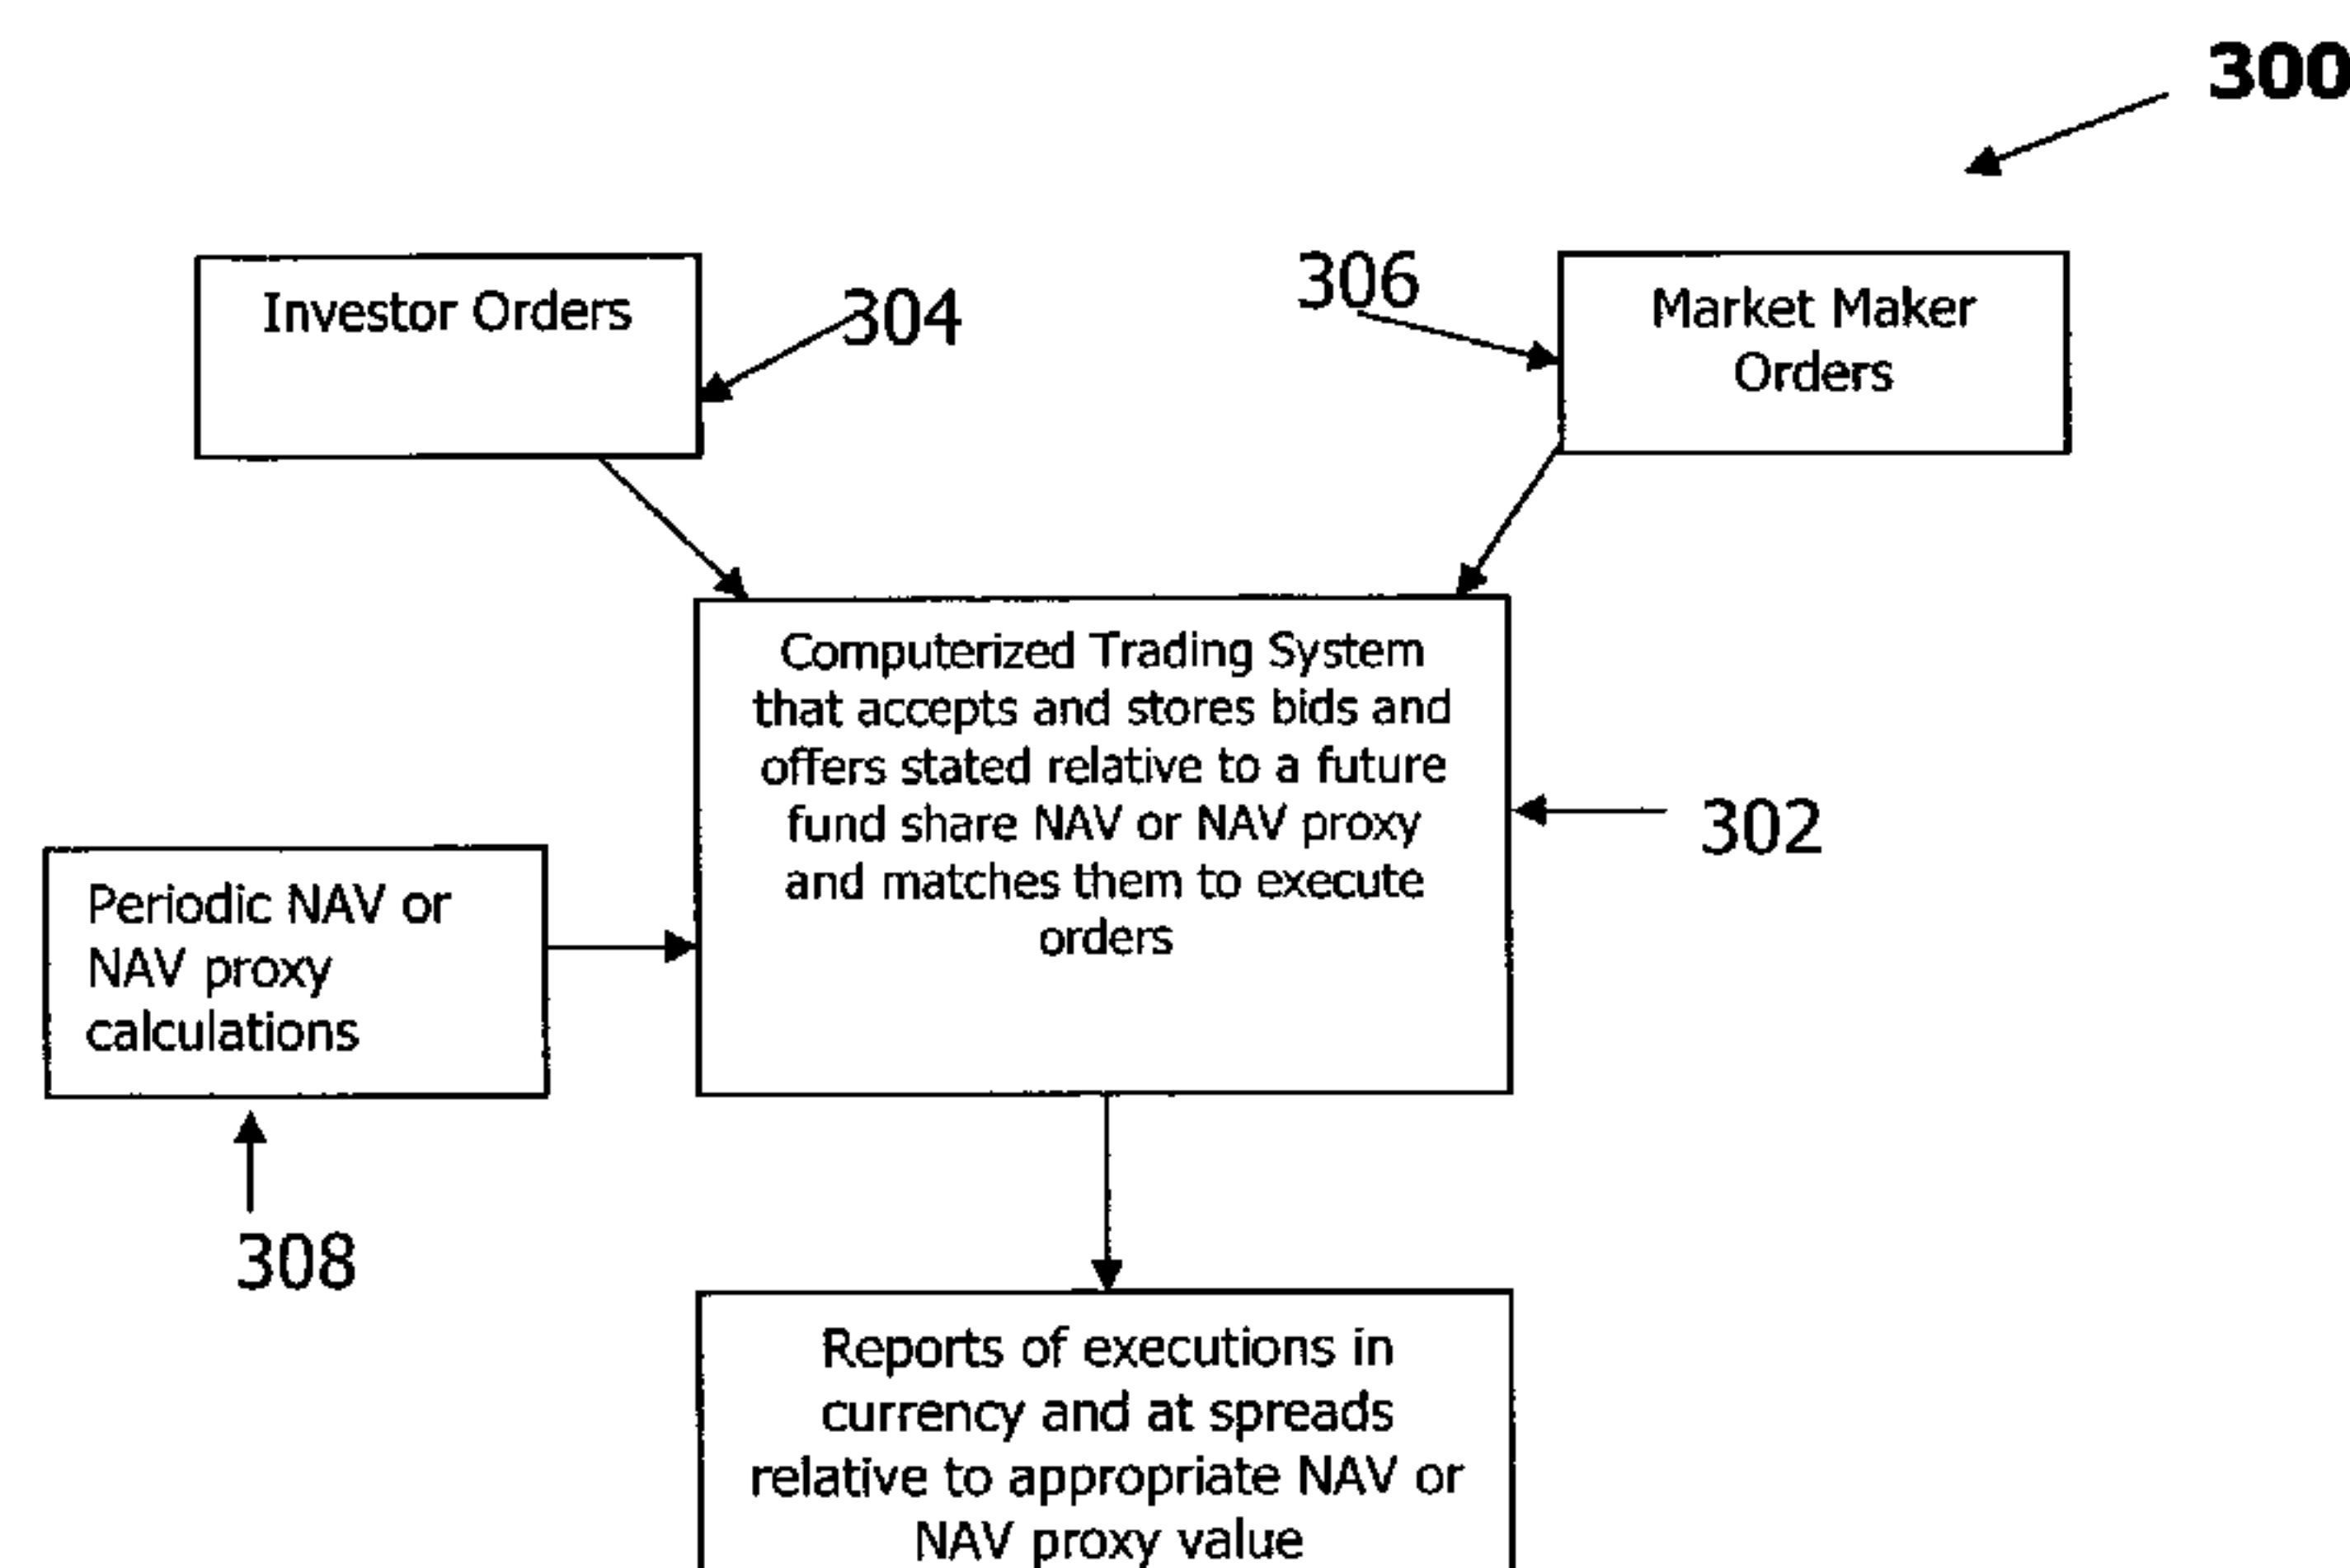 300
Investor Orders
304
306
Market Maker
Orders
Computerized Trading System
that accepts and stores bids and
offers stated relative to a future
fund share NAV or NAV proxy
and matches them to execute
orders
302
Periodic NAV or
NAV proxy
calculations
308
Reports of executions in
currency and at spreads
relative to appropriate NAV or
NAV proxy value